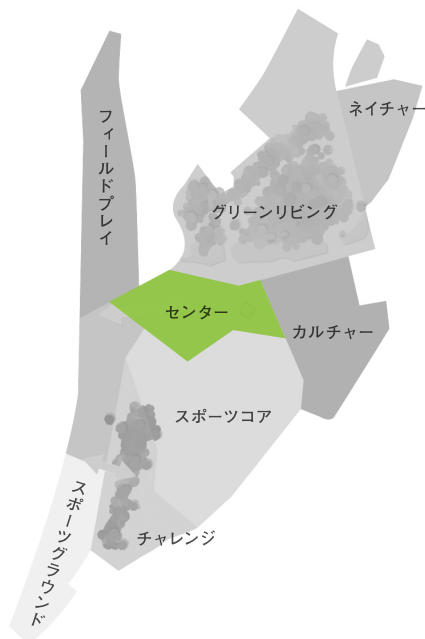 ネイチャー
フィールドプレイ
グリーンリビング
センター
カルチャー
スポーツコア
スポーツグラウンド
チャレンジ